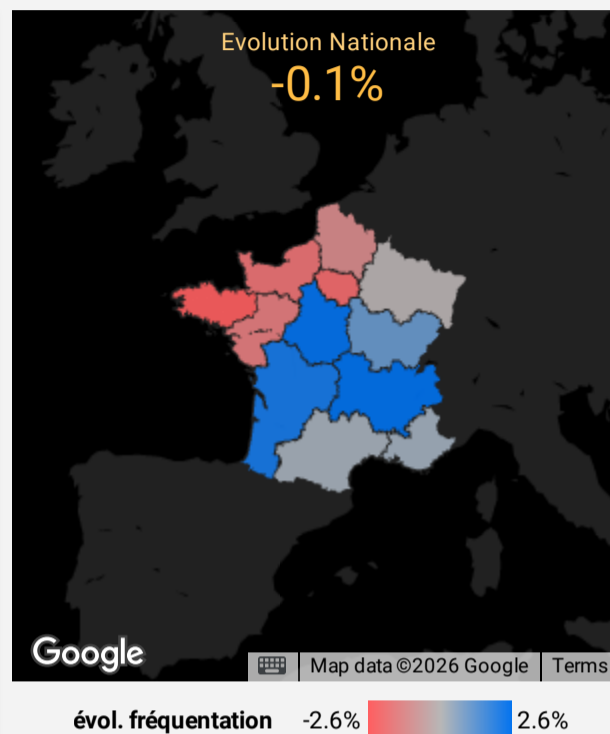 Evolution Nationale
-0.1%
Google
Map data ©2026 Google
Terms
évol. fréquentation -2.6% 2.6%